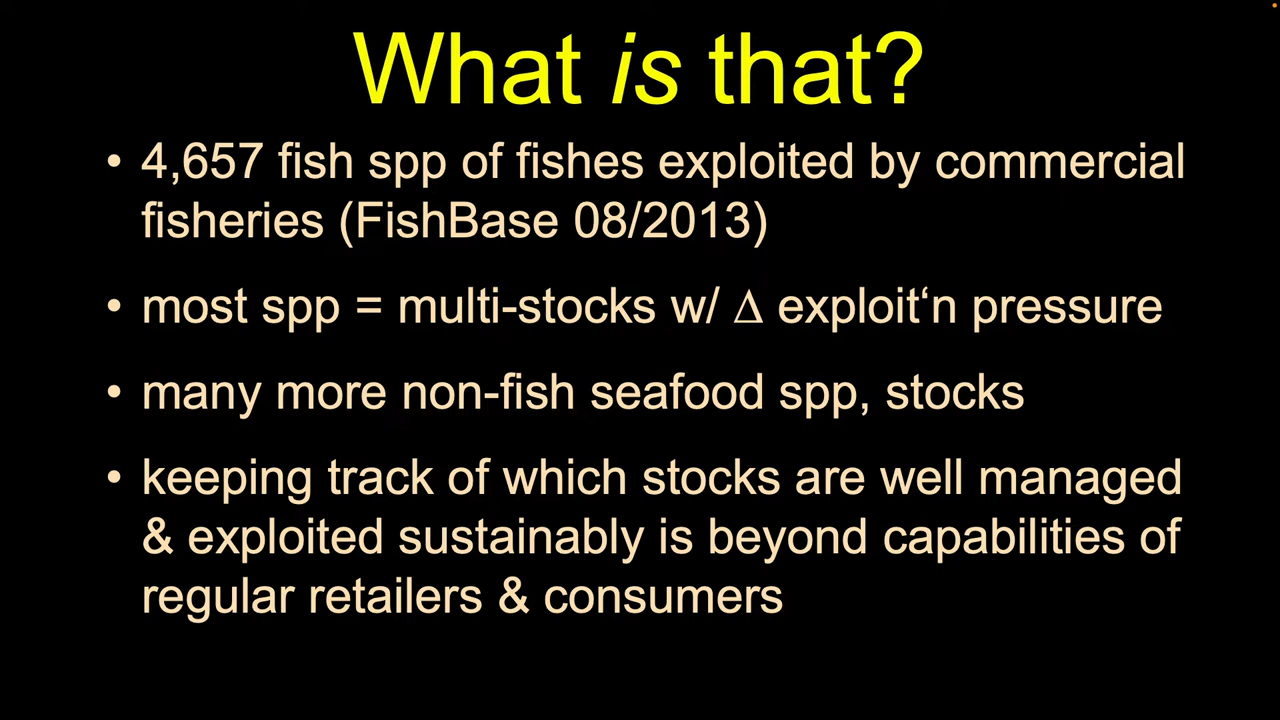 What is that?
• 4,657 fish spp of fishes exploited by commercial
fisheries (FishBase 08/2013)
• most spp = multi-stocks w/ Δ exploit‘n pressure
• many more non-fish seafood spp, stocks
• keeping track of which stocks are well managed
& exploited sustainably is beyond capabilities of
regular retailers & consumers